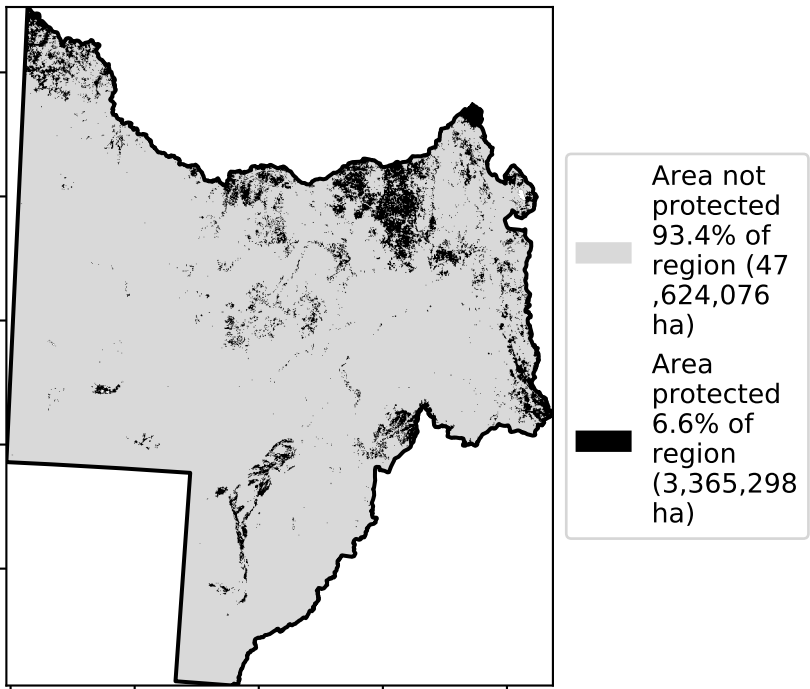 Area not
protected
93.4% of
region (47
,624,076
ha)
Area
protected
6.6% of
region
(3,365,298
ha)